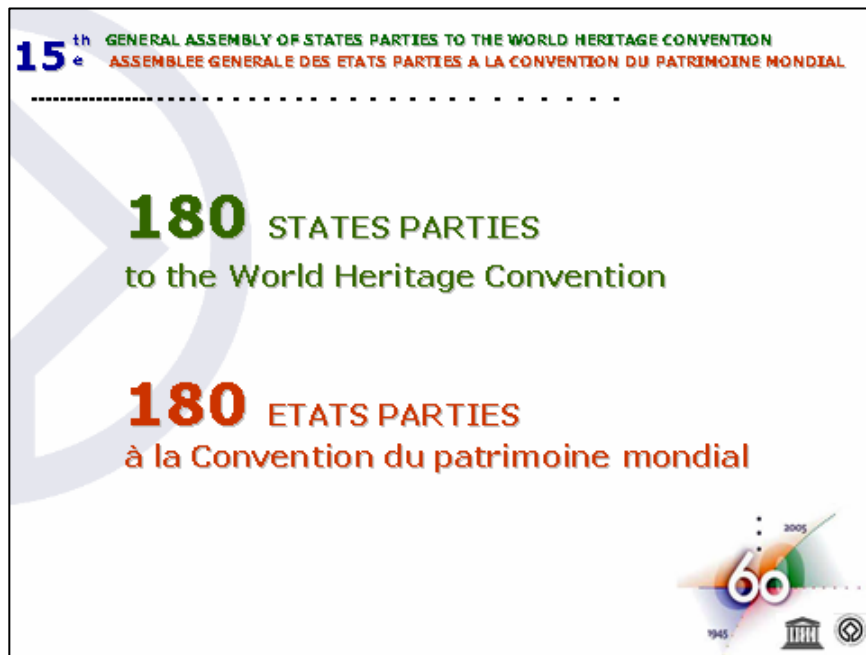 15th GENERAL ASSEMBLY OF STATES PARTIES TO THE WORLD HERITAGE CONVENTION
e ASSEMBLEE GENERALE DES ETATS PARTIES A LA CONVENTION DU PATRIMOINE MONDIAL
180 STATES PARTIES
to the World Heritage Convention
180 ETATS PARTIES
à la Convention du patrimoine mondial
2005
60
1945